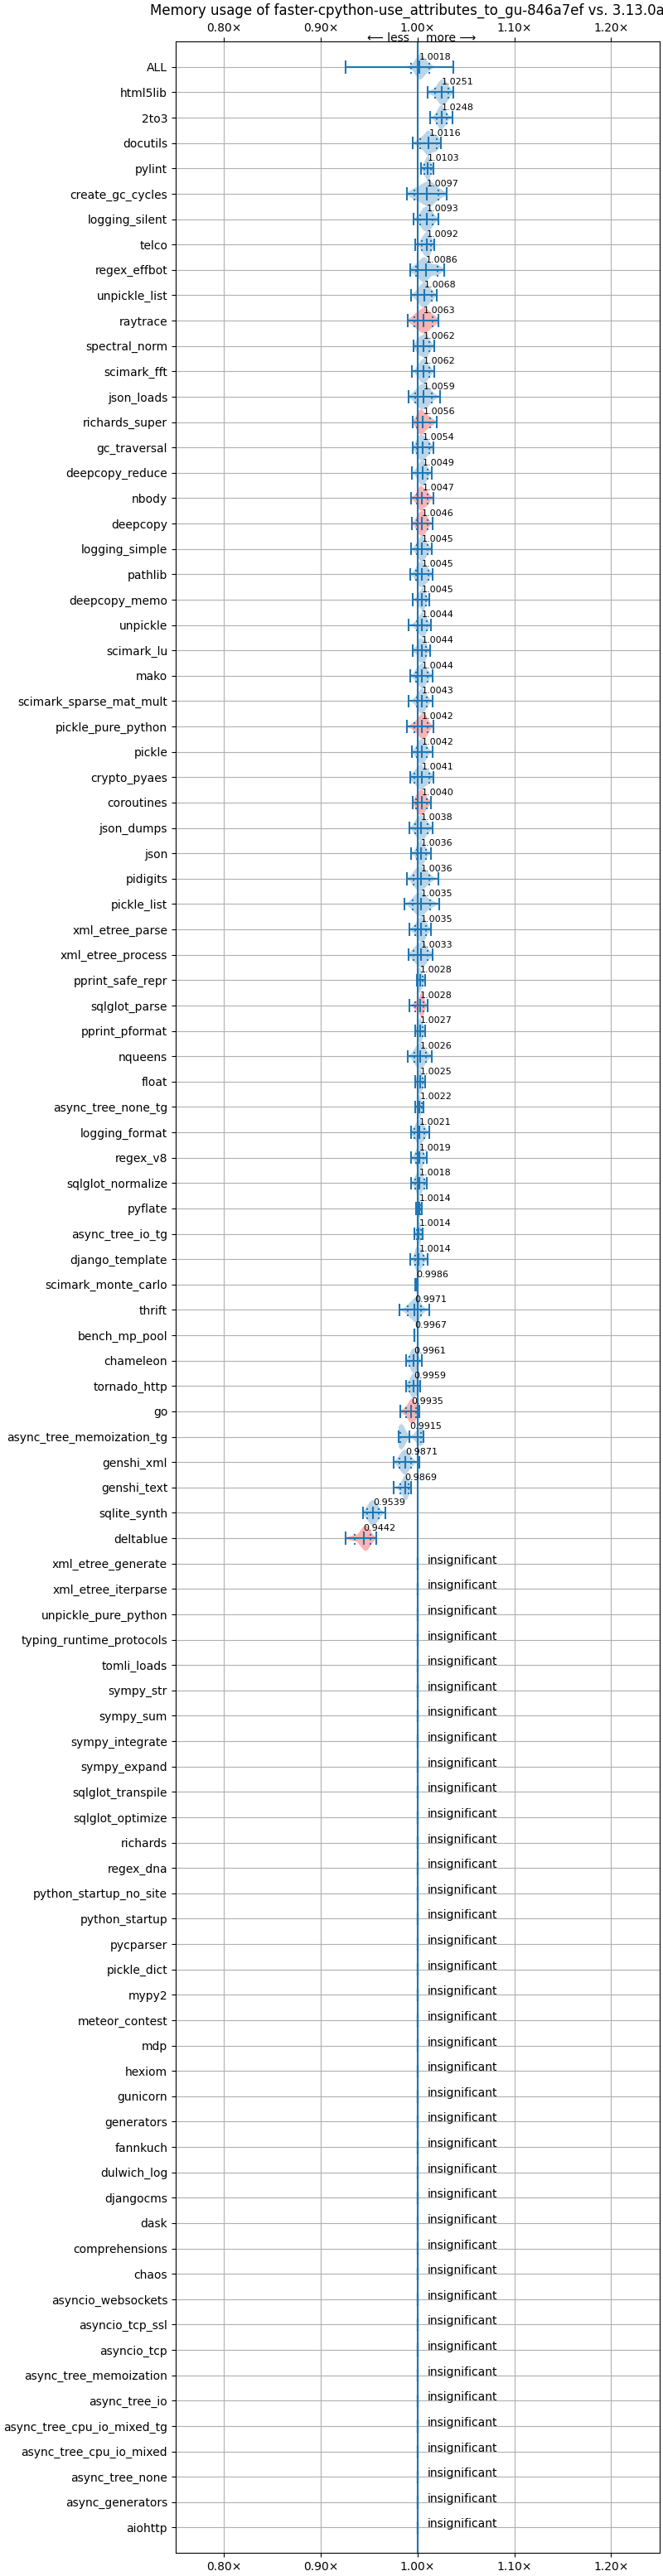 Memory usage of faster-cpython-use_attributes_to_gu-846a7ef vs. 3.13.0a
0.80× 0.90× 1.00× 1.10× 1.20×
⟵ less more ⟶
ALL 1.0018
html5lib 1.0251
2to3 1.0248
docutils 1.0116
pylint 1.0103
create_gc_cycles 1.0097
logging_silent 1.0093
telco 1.0092
regex_effbot 1.0086
unpickle_list 1.0068
raytrace 1.0063
spectral_norm 1.0062
scimark_fft 1.0062
json_loads 1.0059
richards_super 1.0056
gc_traversal 1.0054
deepcopy_reduce 1.0049
nbody 1.0047
deepcopy 1.0046
logging_simple 1.0045
pathlib 1.0045
deepcopy_memo 1.0045
unpickle 1.0044
scimark_lu 1.0044
mako 1.0044
scimark_sparse_mat_mult 1.0043
pickle_pure_python 1.0042
pickle 1.0042
crypto_pyaes 1.0041
coroutines 1.0040
json_dumps 1.0038
json 1.0036
pidigits 1.0036
pickle_list 1.0035
xml_etree_parse 1.0035
xml_etree_process 1.0033
pprint_safe_repr 1.0028
sqlglot_parse 1.0028
pprint_pformat 1.0027
nqueens 1.0026
float 1.0025
async_tree_none_tg 1.0022
logging_format 1.0021
regex_v8 1.0019
sqlglot_normalize 1.0018
pyflate 1.0014
async_tree_io_tg 1.0014
django_template 1.0014
scimark_monte_carlo 0.9986
thrift 0.9971
bench_mp_pool 0.9967
chameleon 0.9961
tornado_http 0.9959
go 0.9935
async_tree_memoization_tg 0.9915
genshi_xml 0.9871
genshi_text 0.9869
sqlite_synth 0.9539
deltablue 0.9442
xml_etree_generate insignificant
xml_etree_iterparse insignificant
unpickle_pure_python insignificant
typing_runtime_protocols insignificant
tomli_loads insignificant
sympy_str insignificant
sympy_sum insignificant
sympy_integrate insignificant
sympy_expand insignificant
sqlglot_transpile insignificant
sqlglot_optimize insignificant
richards insignificant
regex_dna insignificant
python_startup_no_site insignificant
python_startup insignificant
pycparser insignificant
pickle_dict insignificant
mypy2 insignificant
meteor_contest insignificant
mdp insignificant
hexiom insignificant
gunicorn insignificant
generators insignificant
fannkuch insignificant
dulwich_log insignificant
djangocms insignificant
dask insignificant
comprehensions insignificant
chaos insignificant
asyncio_websockets insignificant
asyncio_tcp_ssl insignificant
asyncio_tcp insignificant
async_tree_memoization insignificant
async_tree_io insignificant
async_tree_cpu_io_mixed_tg insignificant
async_tree_cpu_io_mixed insignificant
async_tree_none insignificant
async_generators insignificant
aiohttp insignificant
0.80× 0.90× 1.00× 1.10× 1.20×